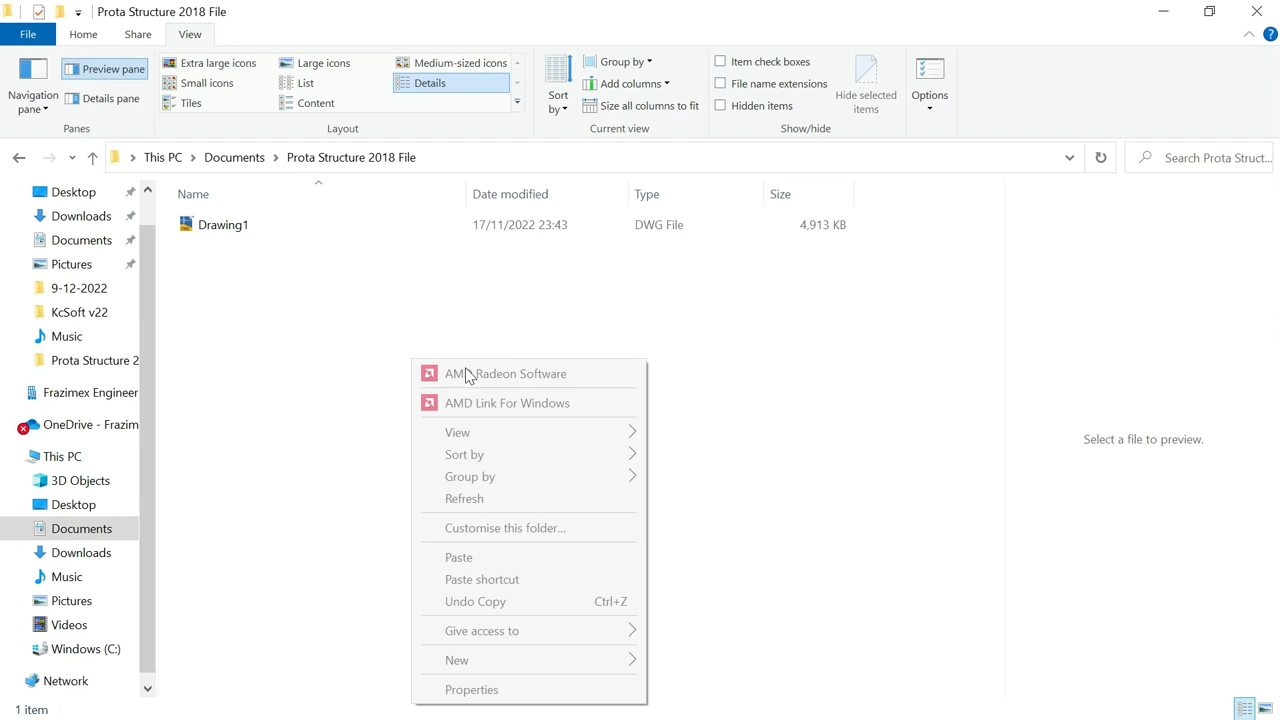 Prota Structure 2018 File
File Home Share View
Navigation pane
Preview pane
Details pane
Panes
Extra large icons Large icons Medium-sized icons
Small icons List Details
Tiles Content
Layout
Sort by
Group by
Add columns
Size all columns to fit
Current view
Item check boxes
File name extensions
Hidden items
Hide selected items
Show/hide
Options
This PC Documents Prota Structure 2018 File
Search Prota Struct...
Desktop
Downloads
Documents
Pictures
9-12-2022
KcSoft v22
Music
Prota Structure 2
Frazimex Engineer
OneDrive - Frazim
This PC
3D Objects
Desktop
Documents
Downloads
Music
Pictures
Videos
Windows (C:)
Network
Name Date modified Type Size
Drawing1 17/11/2022 23:43 DWG File 4,913 KB
AMD Radeon Software
AMD Link For Windows
View
Sort by
Group by
Refresh
Customise this folder...
Paste
Paste shortcut
Undo Copy Ctrl+Z
Give access to
New
Properties
Select a file to preview.
1 item